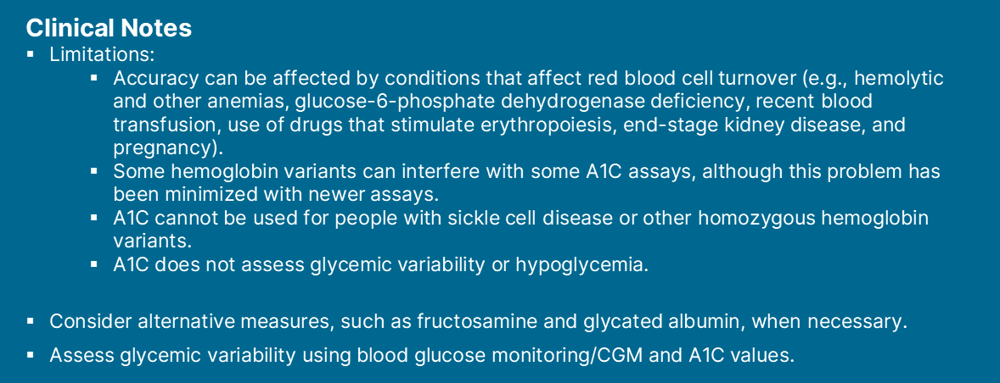 Clinical Notes
▪ Limitations:
▪ Accuracy can be affected by conditions that affect red blood cell turnover (e.g., hemolytic
and other anemias, glucose-6-phosphate dehydrogenase deficiency, recent blood
transfusion, use of drugs that stimulate erythropoiesis, end-stage kidney disease, and
pregnancy).
▪ Some hemoglobin variants can interfere with some A1C assays, although this problem has
been minimized with newer assays.
▪ A1C cannot be used for people with sickle cell disease or other homozygous hemoglobin
variants.
▪ A1C does not assess glycemic variability or hypoglycemia.
▪ Consider alternative measures, such as fructosamine and glycated albumin, when necessary.
▪ Assess glycemic variability using blood glucose monitoring/CGM and A1C values.